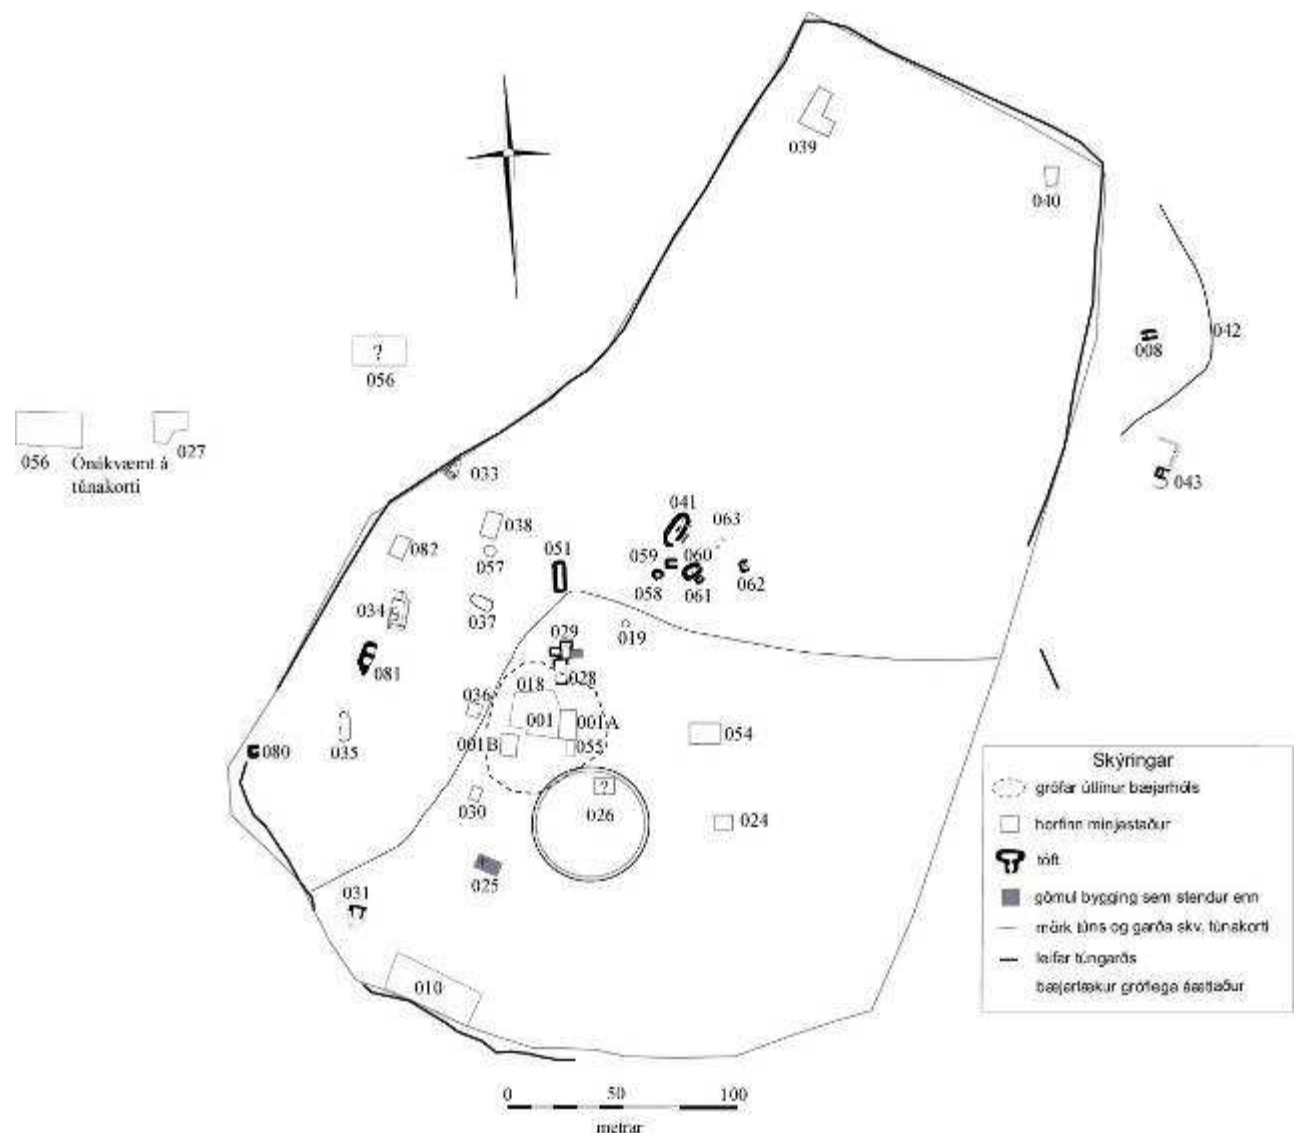 039
040
042
008
?
056
027
043
056 Ónákvæmt á
túnakorti
033
041
038
063
082
051
059
060
057
062
058
061
034
037
019
029
081
028
018
036
001
001A
054
001B
055
080
035
?
026
024
030
025
031
010
Skýringar
grófar útlínur bæjarhóls
horfinn minjastaður
tóft
gömul bygging sem stendur enn
mörk túns og garða skv. túnakorti
leifar túngarðs
bæjarlækur gróflega áætlaður
0 50 100
metrar